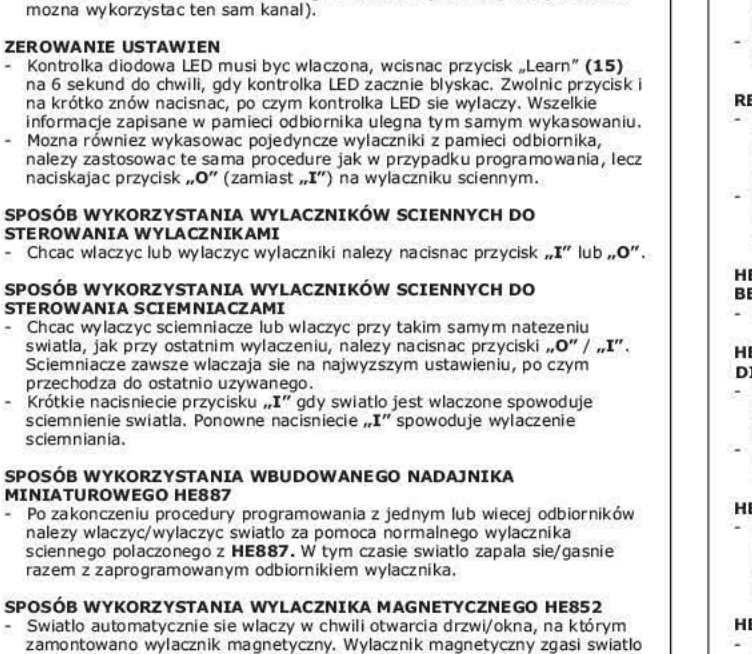 mozna wykorzystac ten sam kanal).
ZEROWANIE USTAWIEN
- Kontrolka diodowa LED musi byc wlaczona, wcisnac przycisk „Learn” (15)
na 6 sekund do chwili, gdy kontrolka LED zacznie blyskac. Zwolnic przycisk i
na krótko znów nacisnac, po czym kontrolka LED sie wylaczy. Wszelkie
informacje zapisane w pamieci odbiornika ulegna tym samym wykasowaniu.
- Mozna równiez wykasowac pojedyncze wylaczniki z pamieci odbiornika,
nalezy zastosowac te sama procedure jak w przypadku programowania, lecz
naciskajac przycisk „O” (zamiast „I”) na wylaczniku sciennym.
SPOSÓB WYKORZYSTANIA WYLACZNIKÓW SCIENNYCH DO
STEROWANIA WYLACZNIKAMI
- Chcac wlaczyc lub wylaczyc wylaczniki nalezy nacisnac przycisk „I” lub „O”.
SPOSÓB WYKORZYSTANIA WYLACZNIKÓW SCIENNYCH DO
STEROWANIA SCIEMNIACZAMI
- Chcac wylaczyc sciemniacze lub wlaczyc przy takim samym natezeniu
swiatla, jak przy ostatnim wylaczeniu, nalezy nacisnac przyciski „O” / „I”.
Sciemniacze zawsze wlaczaja sie na najwyzszym ustawieniu, po czym
przechodza do ostatnio uzywanego.
- Krótkie nacisniecie przycisku „I” gdy swiatlo jest wlaczone spowoduje
sciemnienie swiatla. Ponowne nacisniecie „I” spowoduje wylaczenie
sciemniania.
SPOSÓB WYKORZYSTANIA WBUDOWANEGO NADAJNIKA
MINIATUROWEGO HE887
- Po zakonczeniu procedury programowania z jednym lub wiecej odbiorników
nalezy wlaczyc/wylaczyc swiatlo za pomoca normalnego wylacznika
sciennego polaczonego z HE887. W tym czasie swiatlo zapala sie/gasnie
razem z zaprogramowanym odbiornikiem wylacznika.
SPOSÓB WYKORZYSTANIA WYLACZNIKA MAGNETYCZNEGO HE852
- Swiatlo automatycznie sie wlaczy w chwili otwarcia drzwi/okna, na którym
zamontowano wylacznik magnetyczny. Wylacznik magnetyczny zgasi swiatlo